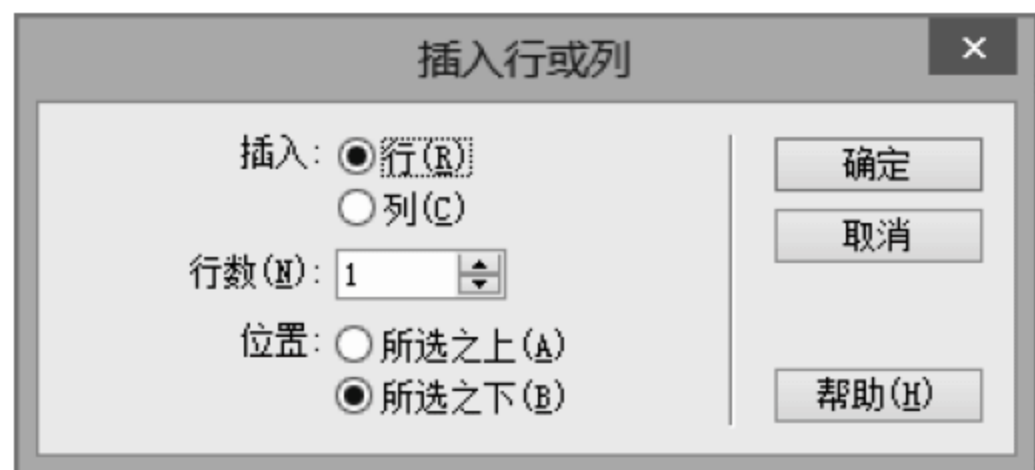 插入行或列
插入: 行(R)
列(C)
行数(N): 1
位置: 所选之上(A)
所选之下(B)
确定
取消
帮助(H)